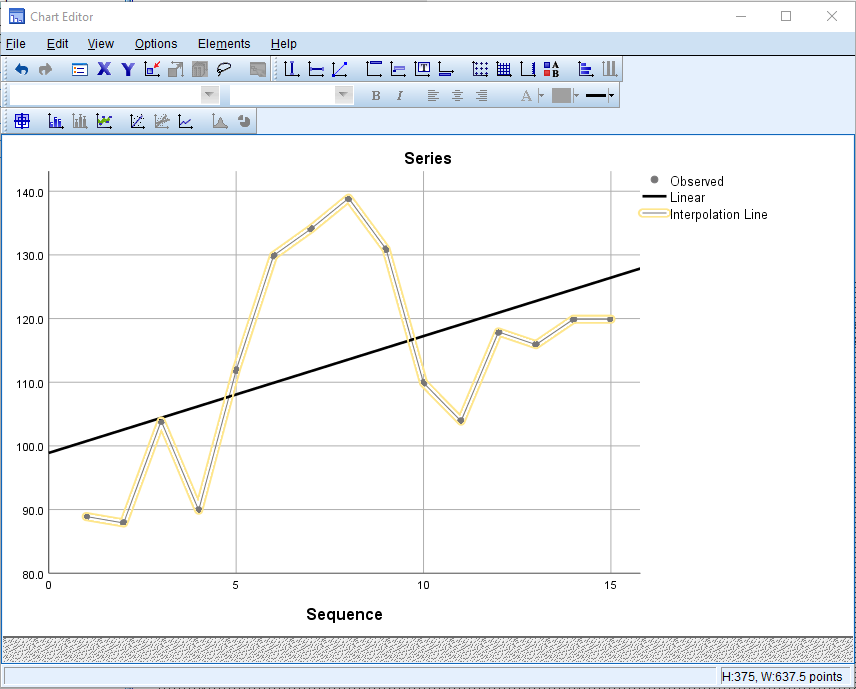 Chart Editor
File Edit View Options Elements Help
X Y T A B
B I A
Series
Observed
Linear
Interpolation Line
140.0
130.0
120.0
110.0
100.0
90.0
80.0
0 5 10 15
Sequence
H:375, W:637.5 points